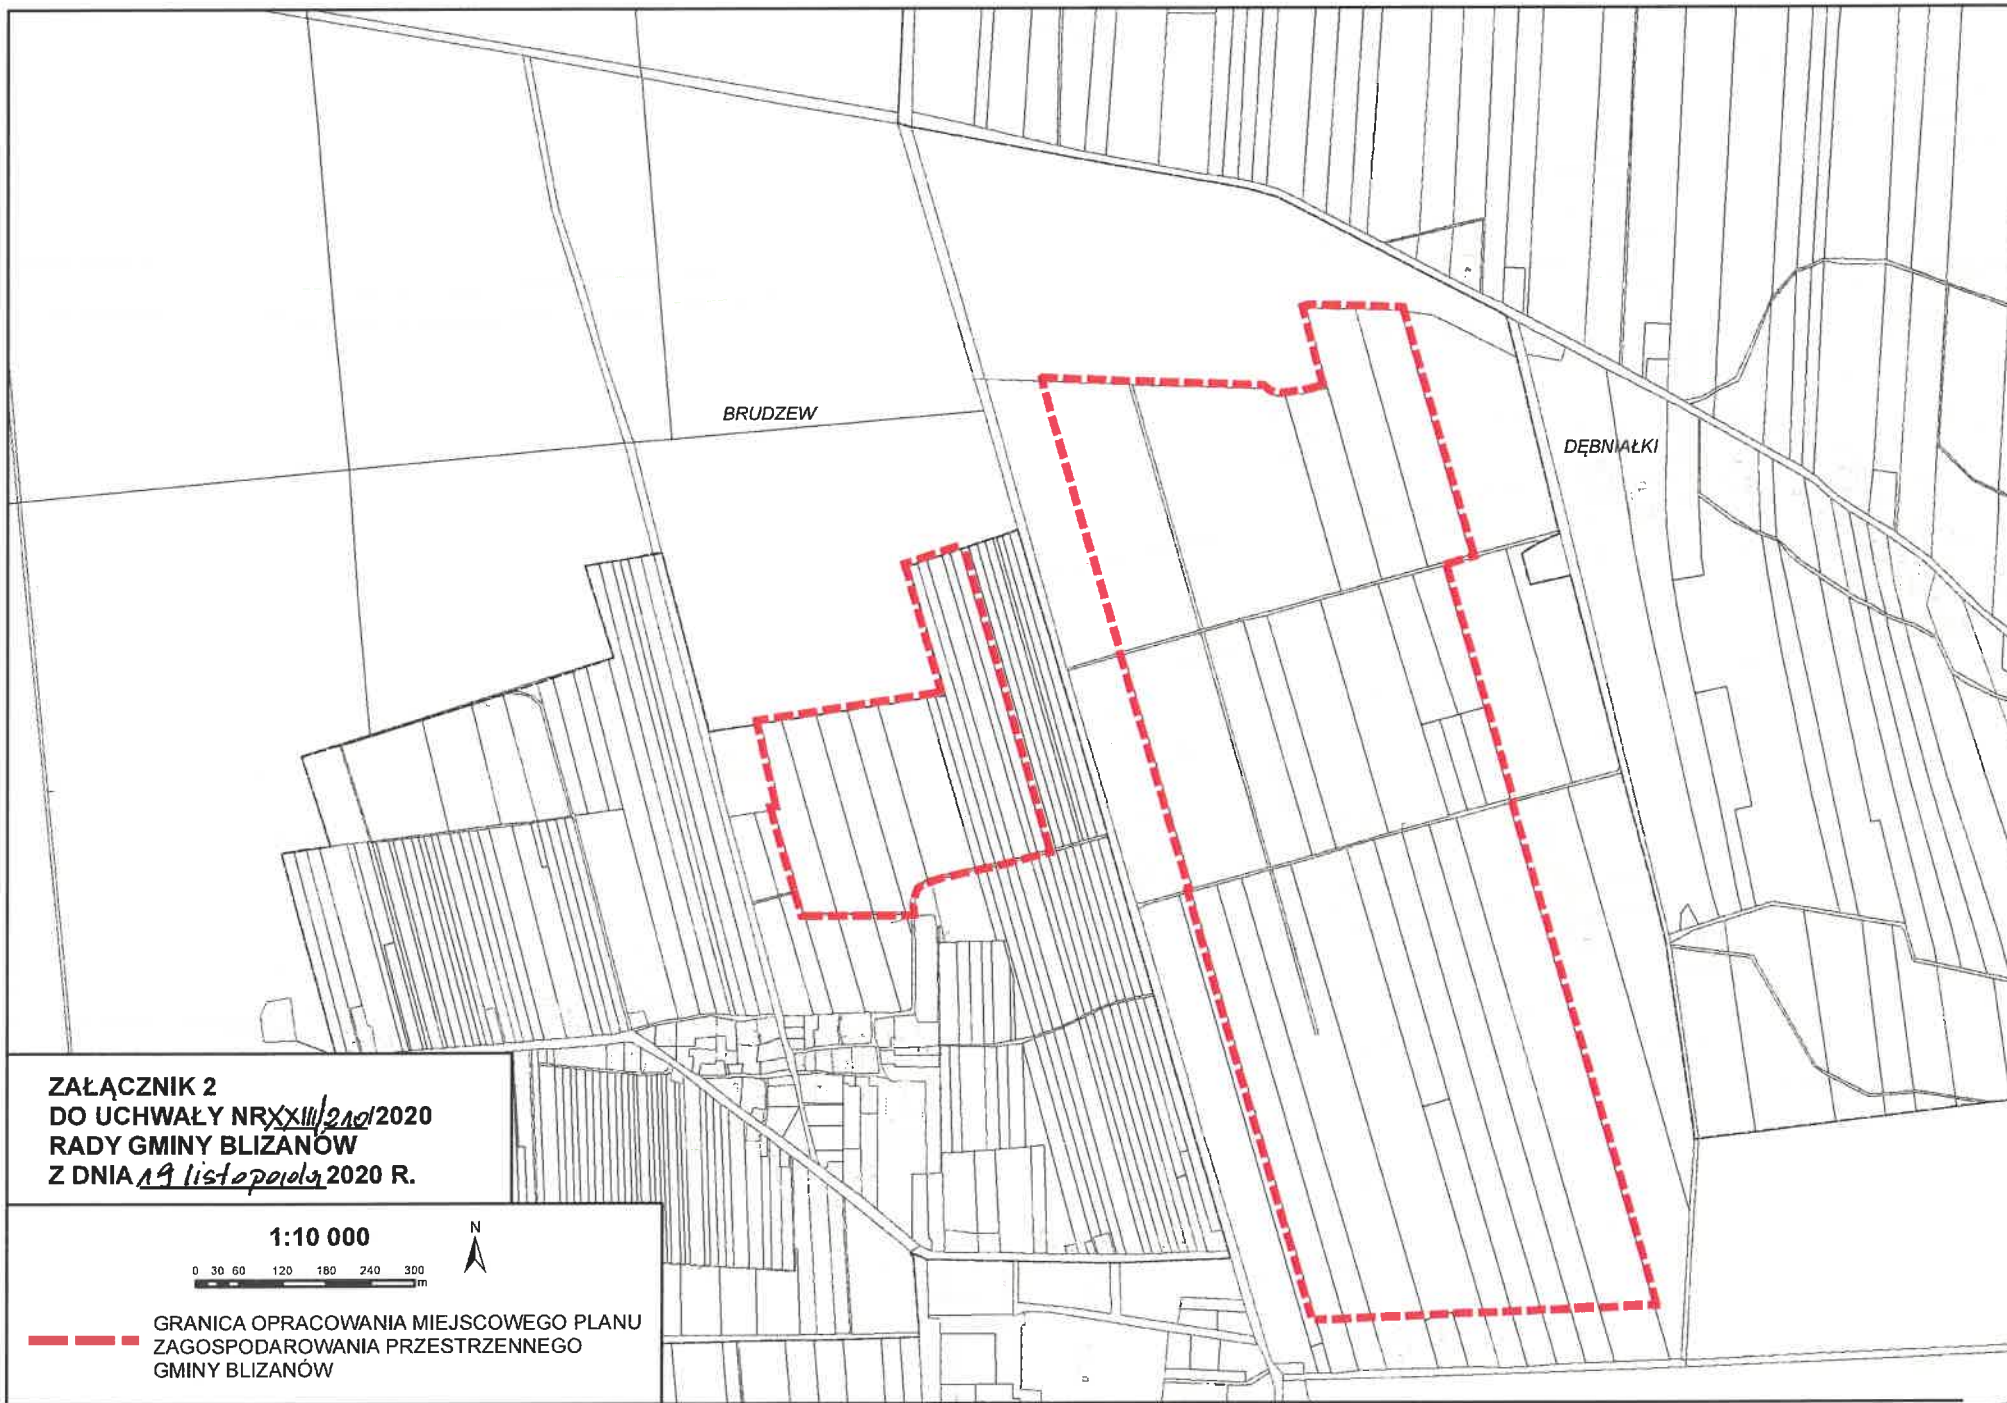 BRUDZEW
DĘBNIAŁKI
ZAŁĄCZNIK 2
DO UCHWAŁY NR XXIII/210/2020
RADY GMINY BLIZANÓW
Z DNIA 19 listopada 2020 R.
1:10 000
N
0 30 60 120 180 240 300
m
GRANICA OPRACOWANIA MIEJSCOWEGO PLANU
ZAGOSPODAROWANIA PRZESTRZENNEGO
GMINY BLIZANÓW